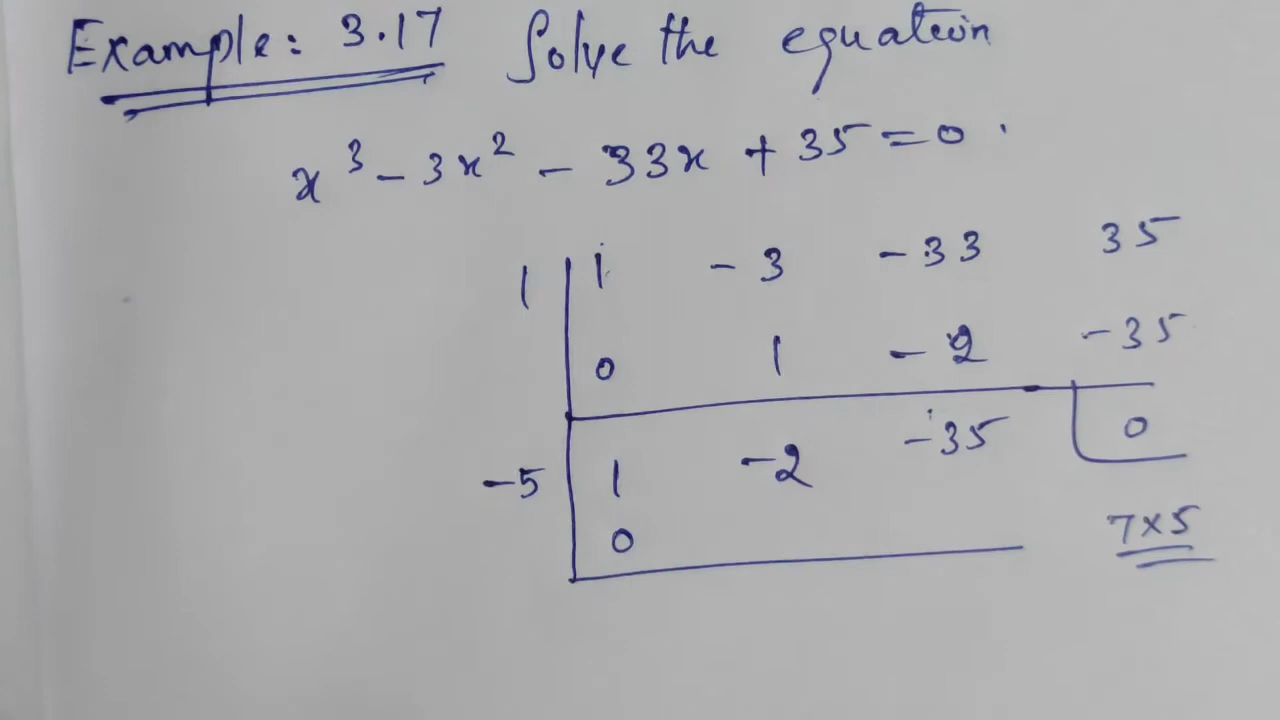 Example: 3.17 Solve the equation
x³ - 3x² - 33x + 35 = 0.
1 | 1 -3 -33 35
0 1 -2 -35
-5 | 1 -2 -35 | 0
0
7×5